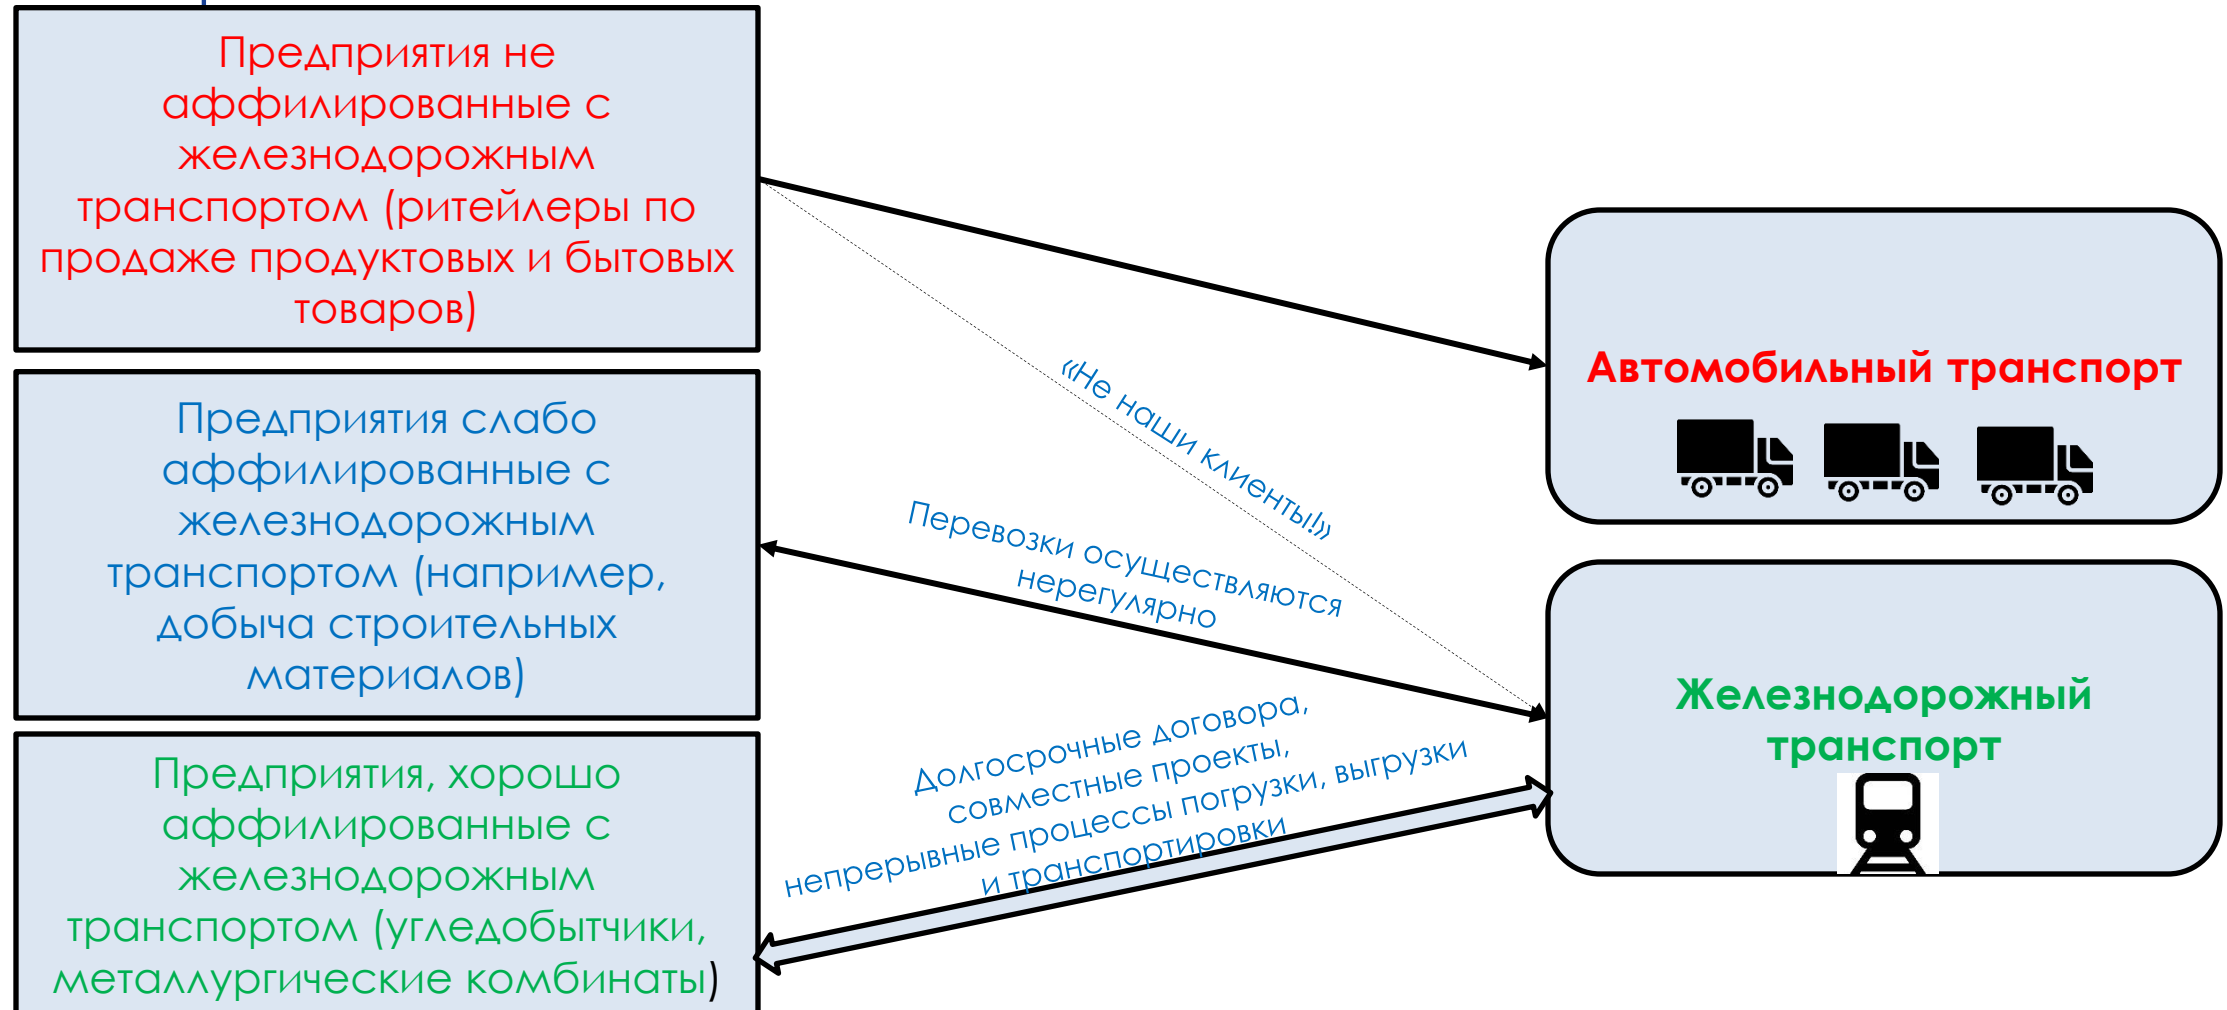 Предприятия не
аффилированные с
железнодорожным
транспортом (ритейлеры по
продаже продуктовых и бытовых
товаров)
Предприятия слабо
аффилированные с
железнодорожным
транспортом (например,
добыча строительных
материалов)
Предприятия, хорошо
аффилированные с
железнодорожным
транспортом (угледобытчики,
металлургические комбинаты)
«Не наши клиенты!»
Перевозки осуществляются
нерегулярно
Долгосрочные договора,
совместные проекты,
непрерывные процессы погрузки, выгрузки
и транспортировки
Автомобильный транспорт
Железнодорожный
транспорт